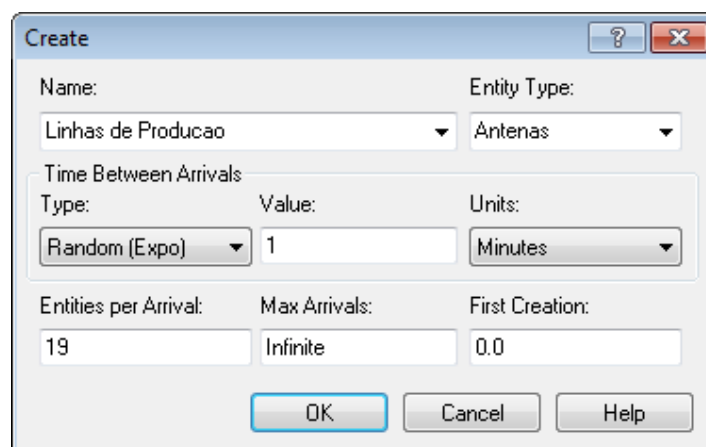 Create
Name: Entity Type:
Linhas de Producao Antenas
Time Between Arrivals
Type: Value: Units:
Random (Expo) 1 Minutes
Entities per Arrival: Max Arrivals: First Creation:
19 Infinite 0.0
OK Cancel Help